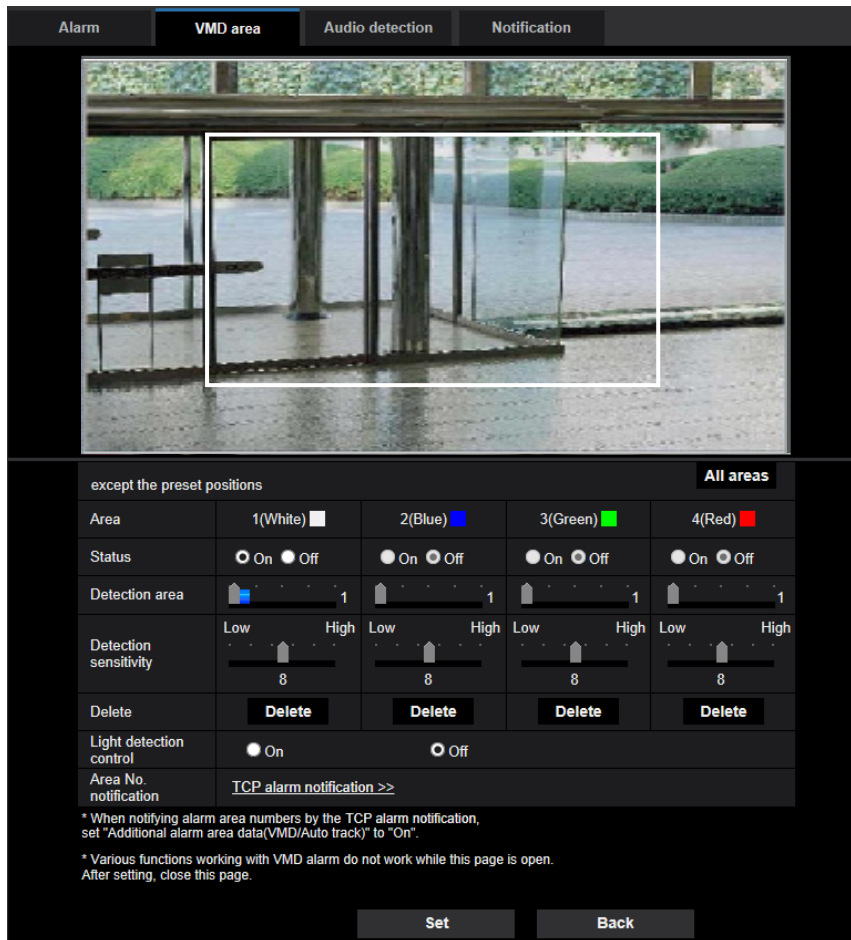 Alarm VMD area Audio detection Notification
except the preset positions All areas
Area 1(White) 2(Blue) 3(Green) 4(Red)
Status On Off On Off On Off On Off
Detection area 1 1 1 1
Detection sensitivity Low High Low High Low High Low High
8 8 8 8
Delete Delete Delete Delete Delete
Light detection control On Off
Area No. notification TCP alarm notification >>
* When notifying alarm area numbers by the TCP alarm notification,
set "Additional alarm area data(VMD/Auto track)" to "On".
* Various functions working with VMD alarm do not work while this page is open.
After setting, close this page.
Set Back